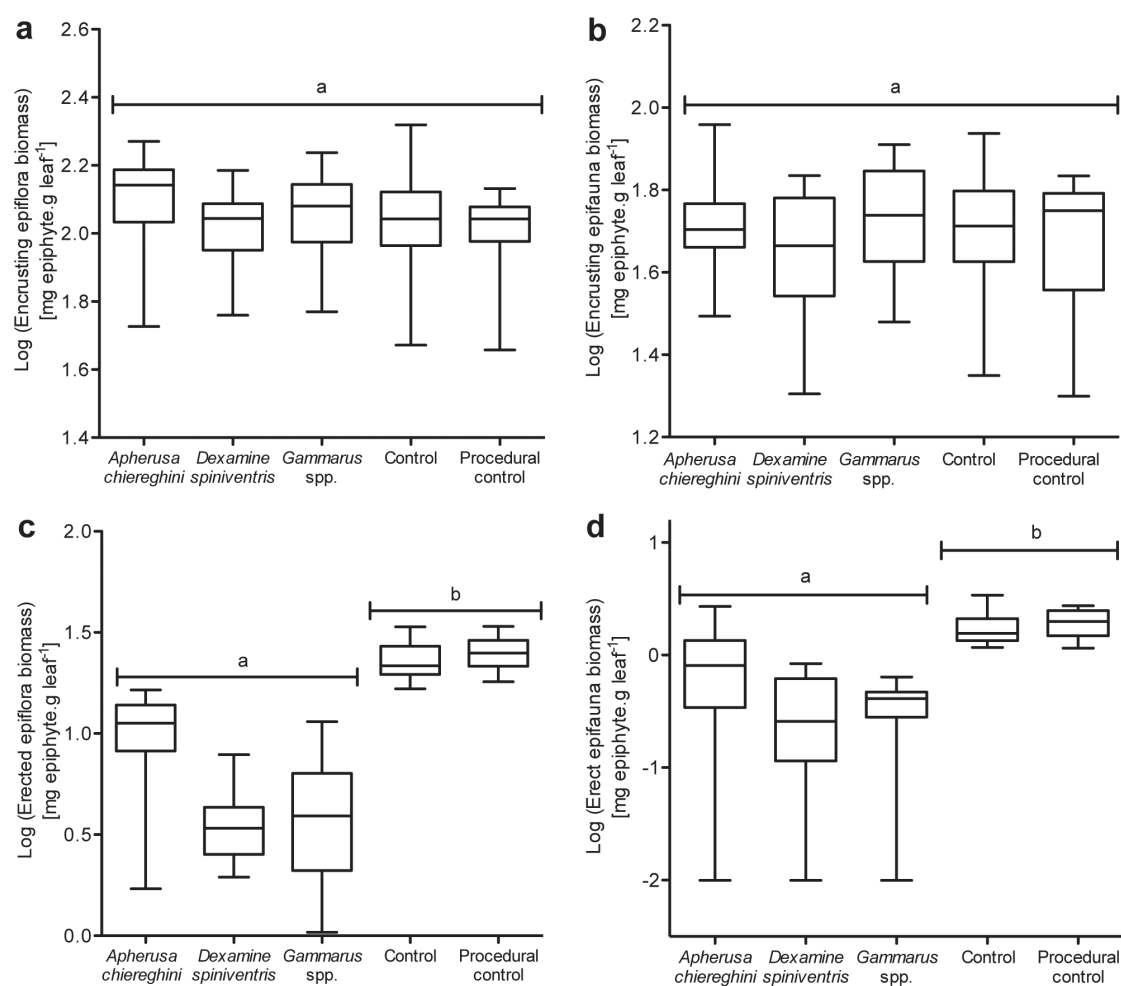 a
Log (Encrusting epiflora biomass)
[mg epiphyte.g leaf-1]
2.6
2.4
2.2
2.0
1.8
1.6
1.4
a
Apherusa chiereghini
Dexamine spiniventris
Gammarus spp.
Control
Procedural control
b
Log (Encrusting epifauna biomass)
[mg epiphyte.g leaf-1]
2.2
2.0
1.8
1.6
1.4
1.2
a
Apherusa chiereghini
Dexamine spiniventris
Gammarus spp.
Control
Procedural control
c
Log (Erected epiflora biomass)
[mg epiphyte.g leaf-1]
2.0
1.5
1.0
0.5
0.0
a
b
Apherusa chiereghini
Dexamine spiniventris
Gammarus spp.
Control
Procedural control
d
Log (Erect epifauna biomass)
[mg epiphyte.g leaf-1]
1
0
-1
-2
a
b
Apherusa chiereghini
Dexamine spiniventris
Gammarus spp.
Control
Procedural control